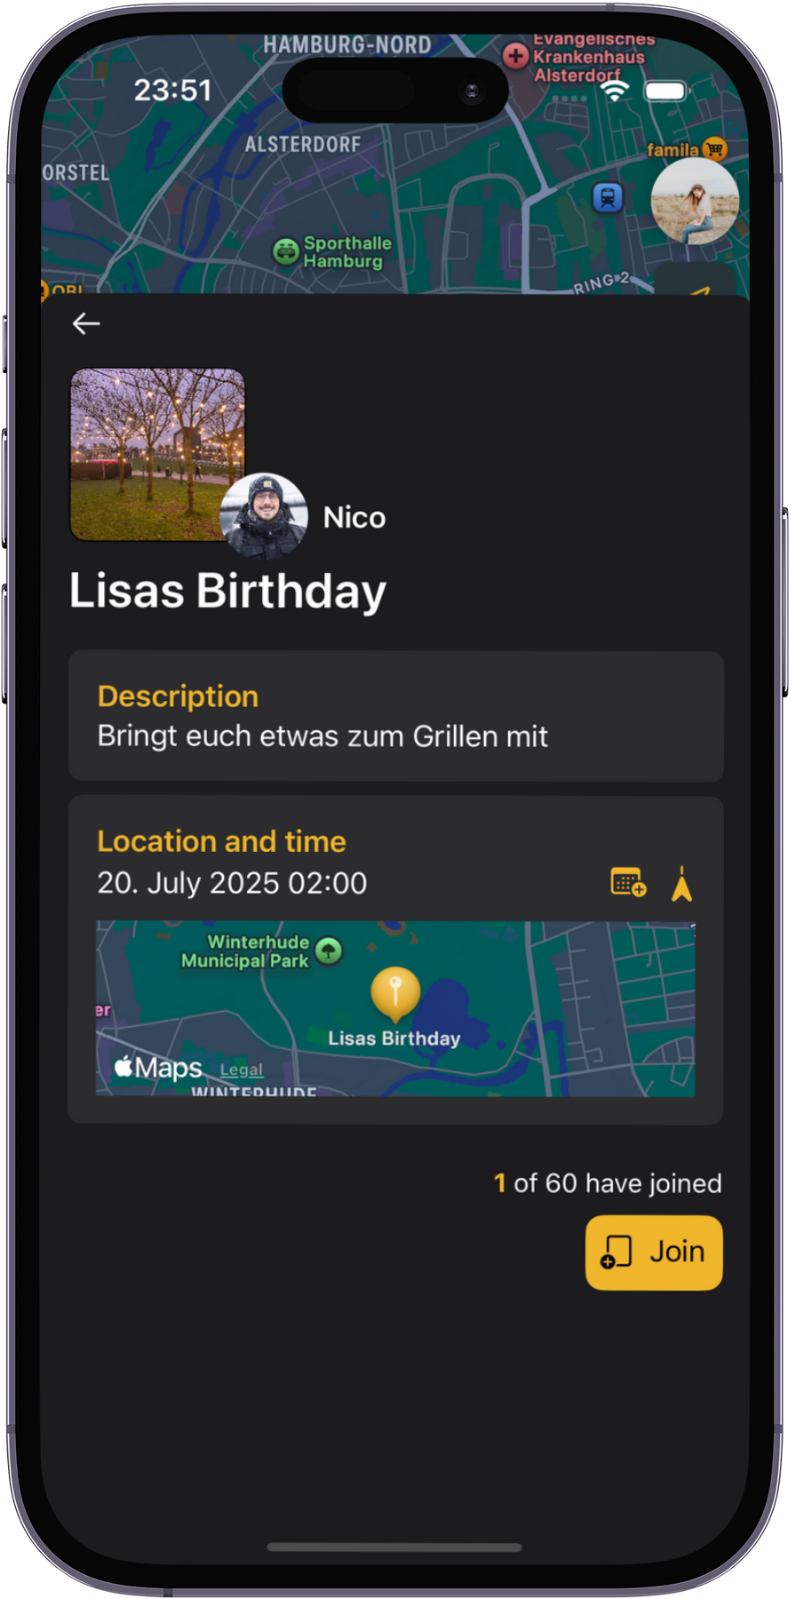 HAMBURG-NORD
Evangelisches
Krankenhaus
Alsterdorf
23:51
ALSTERDORF
famila
ORSTEL
Sporthalle
Hamburg
OBI
RING 2
Nico
Lisas Birthday
Description
Bringt euch etwas zum Grillen mit
Location and time
20. July 2025 02:00
Winterhude
Municipal Park
er
Lisas Birthday
Maps Legal
WINTERHUDE
1 of 60 have joined
Join